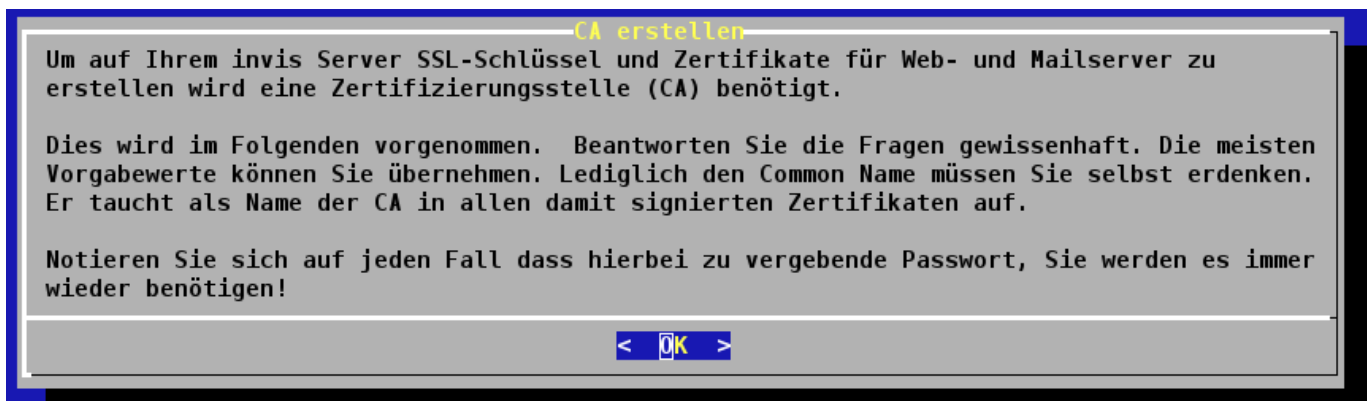 CA erstellen
Um auf Ihrem invis Server SSL-Schlüssel und Zertifikate für Web- und Mailserver zu
erstellen wird eine Zertifizierungsstelle (CA) benötigt.
Dies wird im Folgenden vorgenommen.  Beantworten Sie die Fragen gewissenhaft. Die meisten
Vorgabewerte können Sie übernehmen. Lediglich den Common Name müssen Sie selbst erdenken.
Er taucht als Name der CA in allen damit signierten Zertifikaten auf.
Notieren Sie sich auf jeden Fall dass hierbei zu vergebende Passwort, Sie werden es immer
wieder benötigen!
<  OK  >